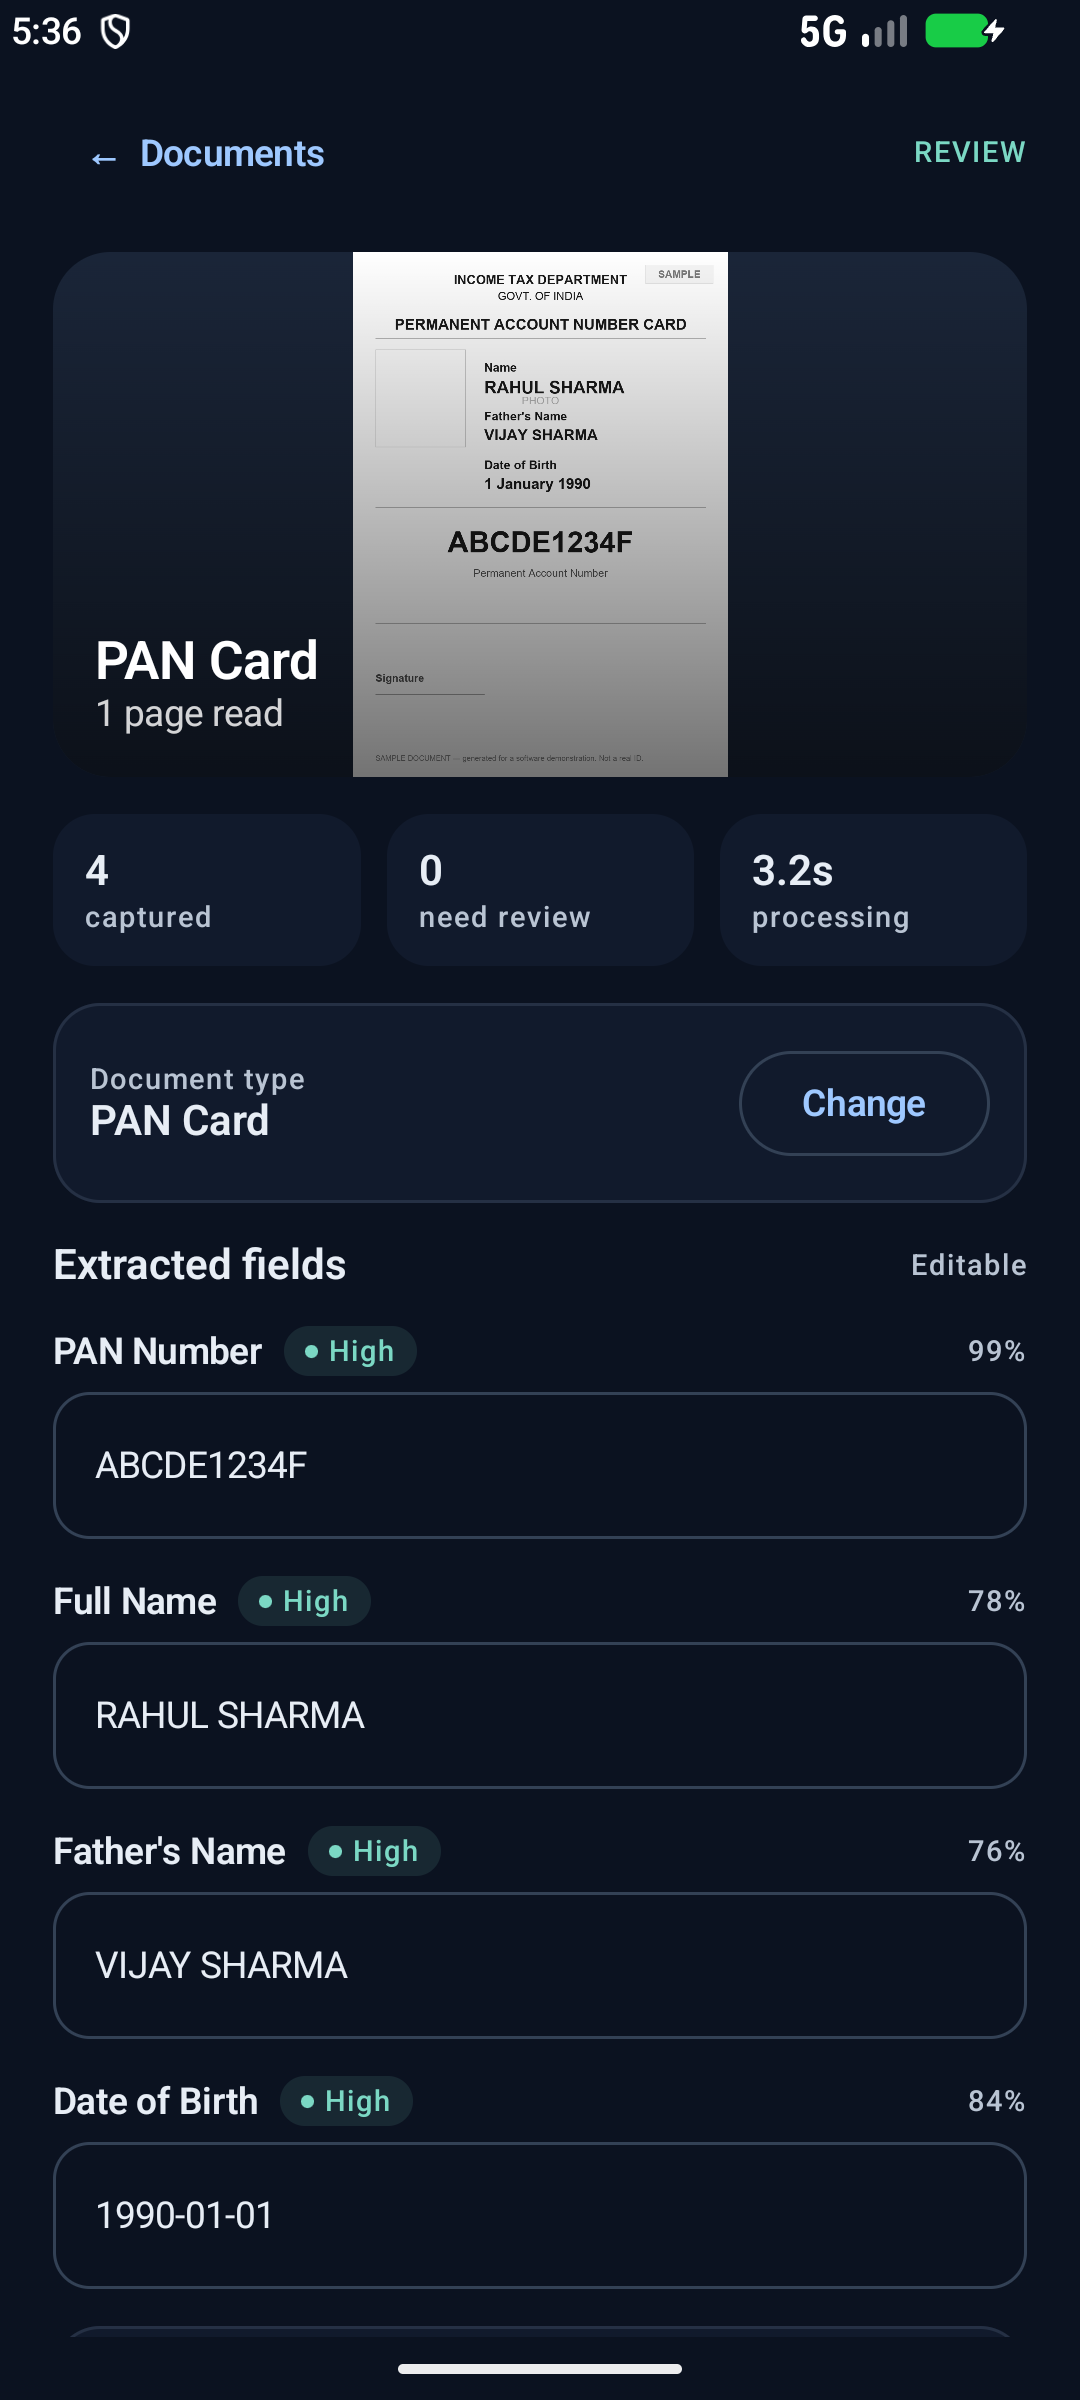 5:36
5G
← Documents
REVIEW
SAMPLE
INCOME TAX DEPARTMENT
GOVT. OF INDIA
PERMANENT ACCOUNT NUMBER CARD
Name
RAHUL SHARMA
PHOTO
Father's Name
VIJAY SHARMA
Date of Birth
1 January 1990
ABCDE1234F
Permanent Account Number
Signature
SAMPLE DOCUMENT — generated for a software demonstration. Not a real ID.
PAN Card
1 page read
4
captured
0
need review
3.2s
processing
Document type
PAN Card
Change
Extracted fields
Editable
PAN Number • High 99%
ABCDE1234F
Full Name • High 78%
RAHUL SHARMA
Father's Name • High 76%
VIJAY SHARMA
Date of Birth • High 84%
1990-01-01